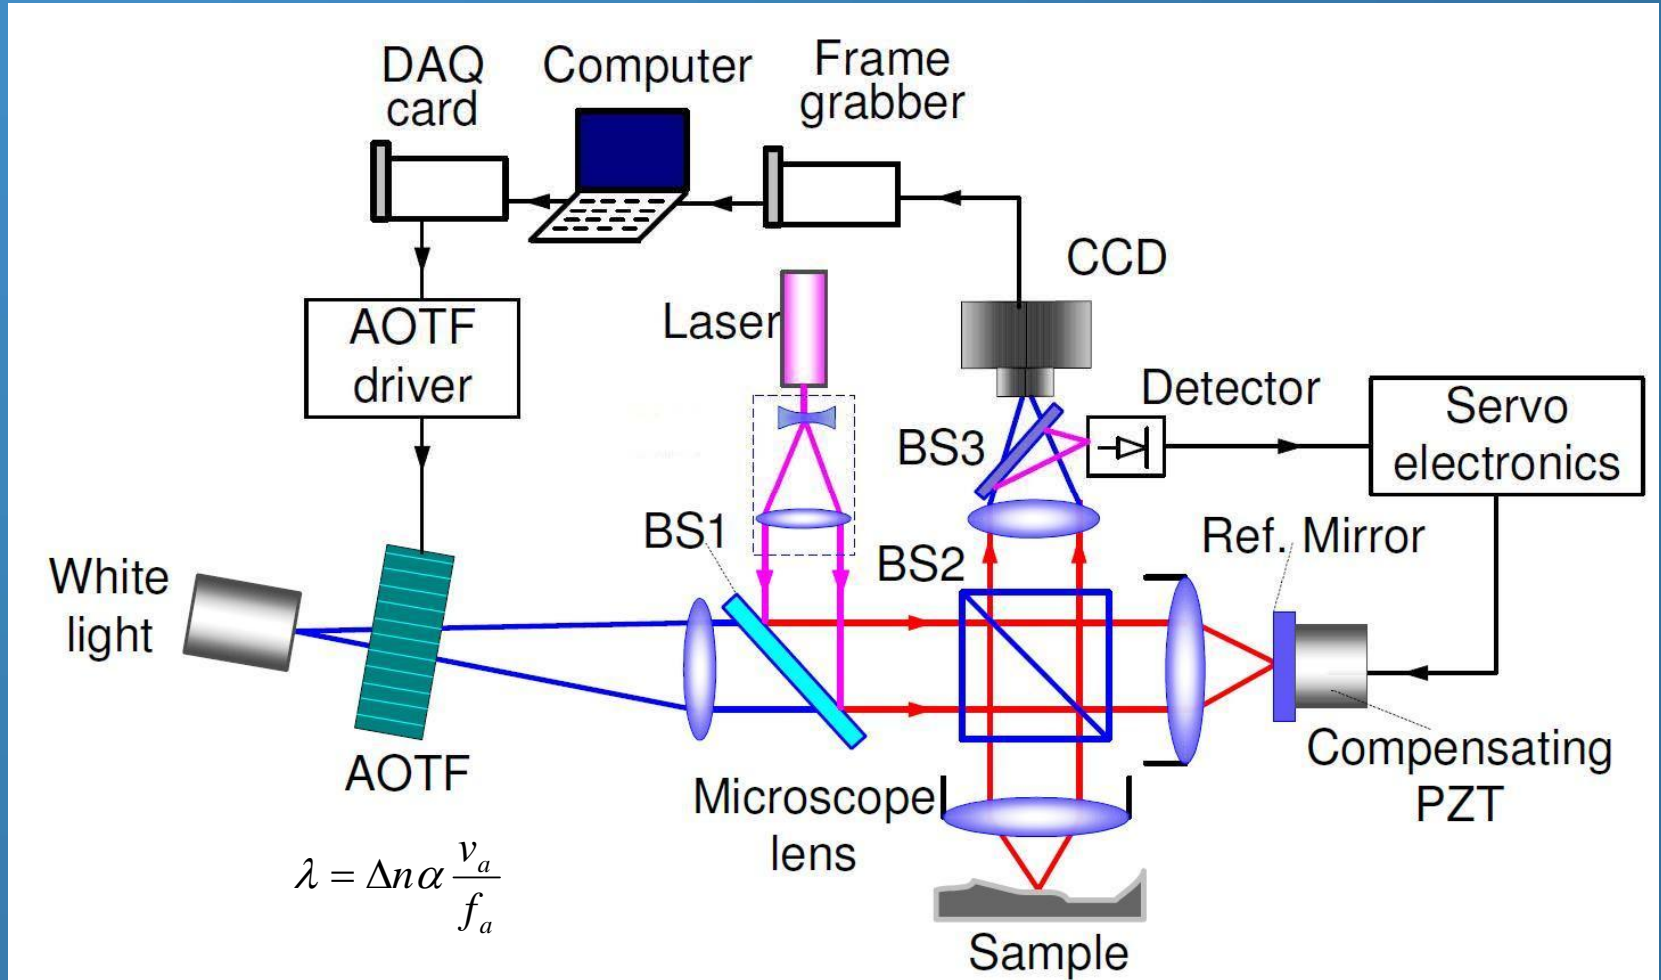 DAQ
card
Computer
Frame
grabber
CCD
Laser
AOTF
driver
Detector
Servo
electronics
BS3
BS1
Ref. Mirror
BS2
White
light
AOTF
Compensating
PZT
Microscope
lens
λ = Δnα v_a / f_a
Sample